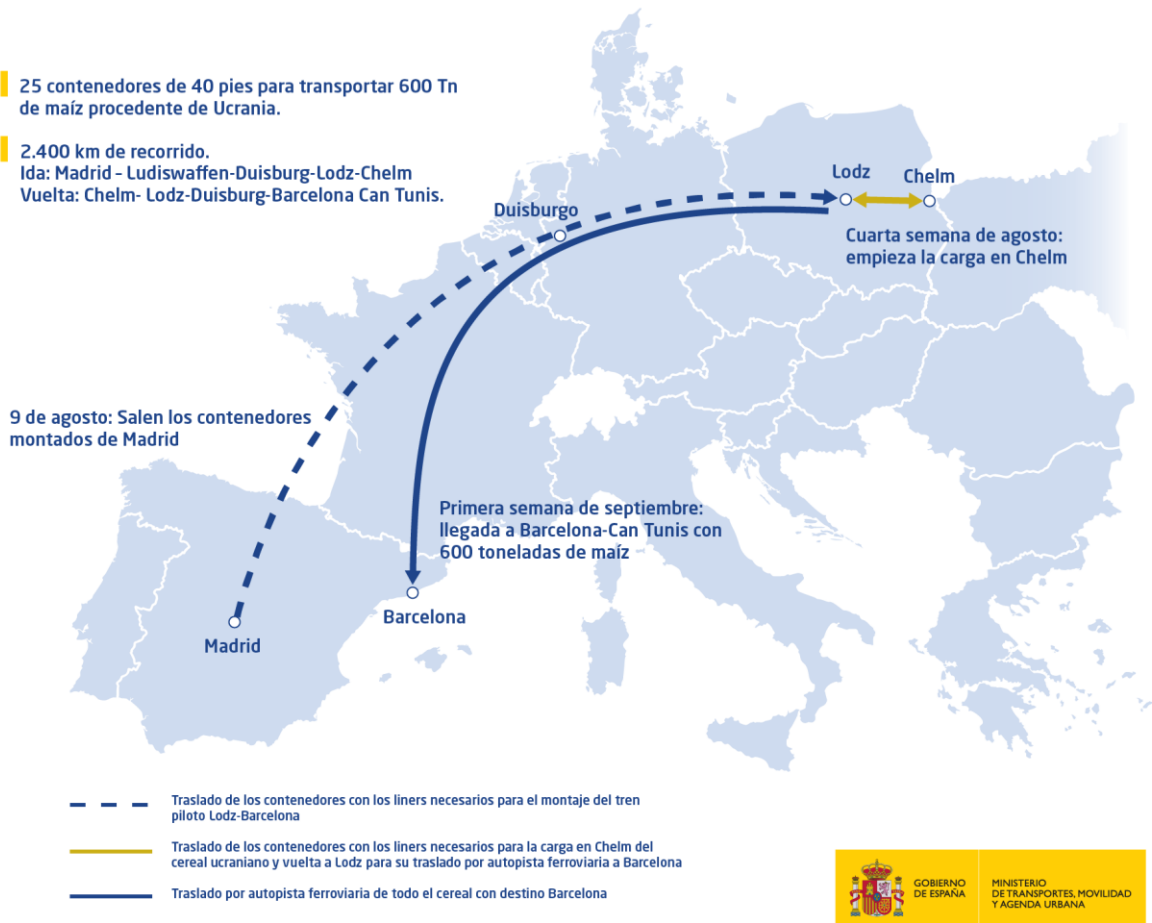 25 contenedores de 40 pies para transportar 600 Tn
de maíz procedente de Ucrania.
2.400 km de recorrido.
Ida: Madrid – Ludiswaffen-Duisburg-Lodz-Chelm
Vuelta: Chelm- Lodz-Duisburg-Barcelona Can Tunis.
Lodz
Chelm
Duisburgo
Cuarta semana de agosto:
empieza la carga en Chelm
9 de agosto: Salen los contenedores
montados de Madrid
Primera semana de septiembre:
llegada a Barcelona-Can Tunis con
600 toneladas de maíz
Barcelona
Madrid
Traslado de los contenedores con los liners necesarios para el montaje del tren
piloto Lodz-Barcelona
Traslado de los contenedores con los liners necesarios para la carga en Chelm del
cereal ucraniano y vuelta a Lodz para su traslado por autopista ferroviaria a Barcelona
Traslado por autopista ferroviaria de todo el cereal con destino Barcelona
GOBIERNO
DE ESPAÑA
MINISTERIO
DE TRANSPORTES, MOVILIDAD
Y AGENDA URBANA